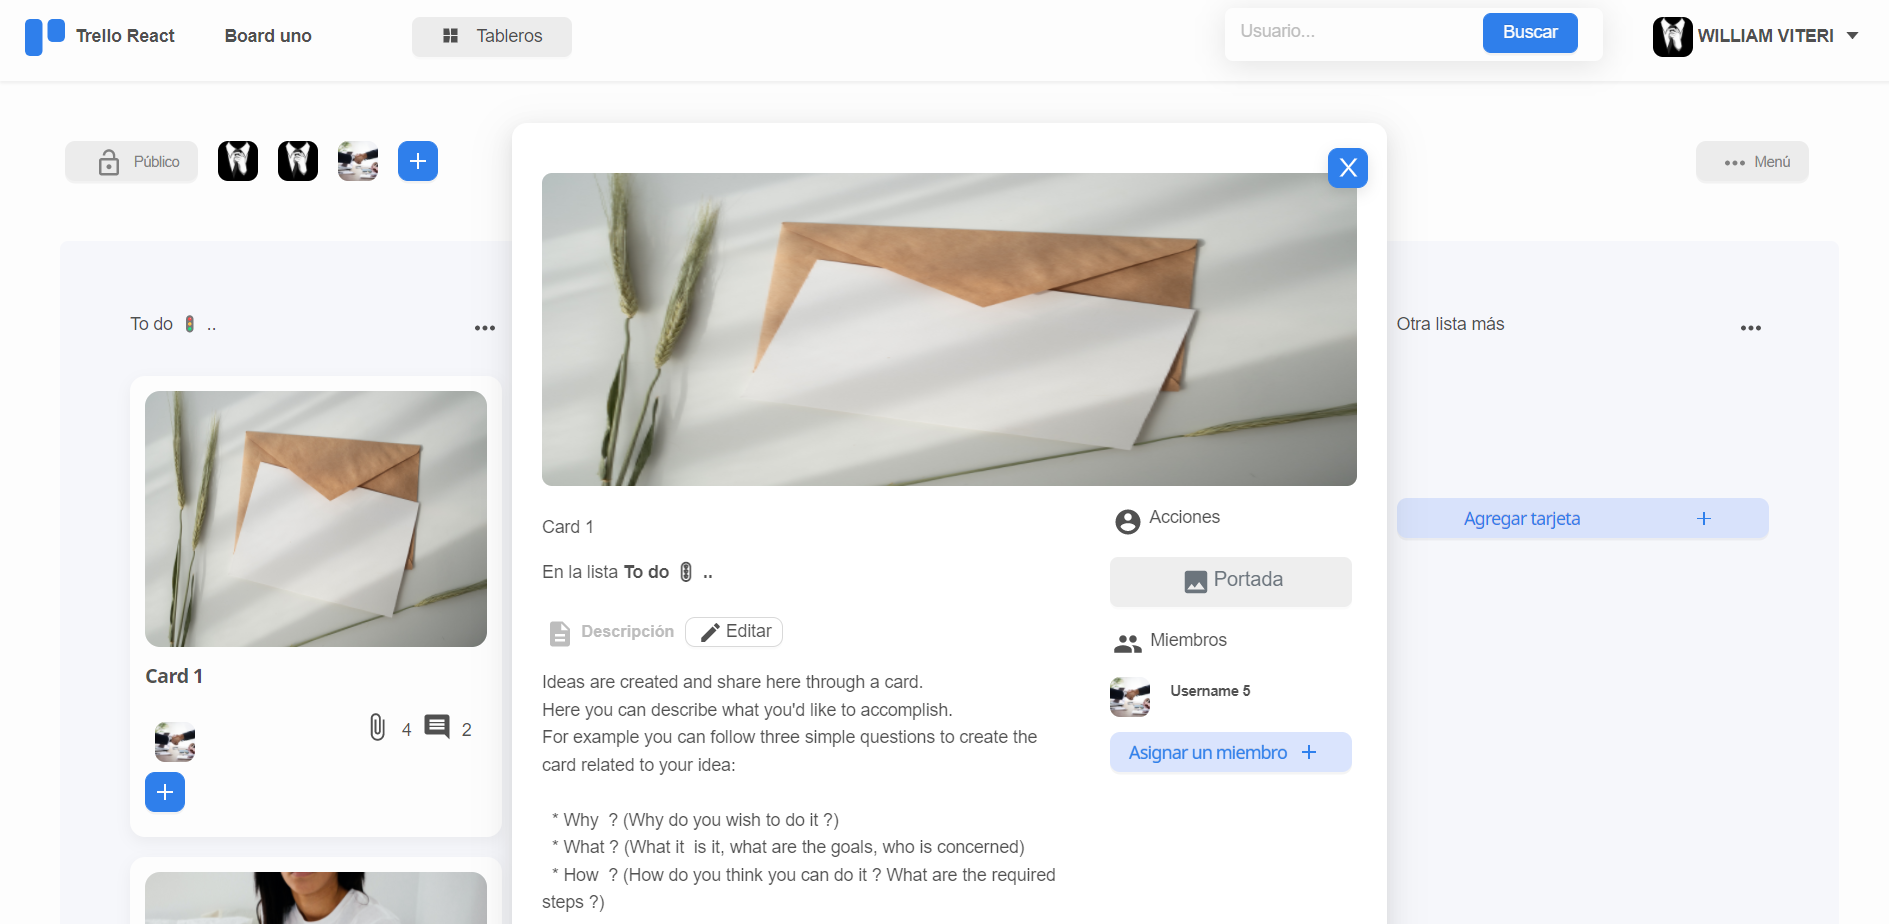 Trello React
Board uno
Tableros
Usuario...
Buscar
WILLIAM VITERI
Público
Menú
X
To do 🚦 ..
Otra lista más
Card 1
4
2
Card 1
En la lista To do 🚦 ..
Descripción
Editar
Ideas are created and share here through a card.
Here you can describe what you'd like to accomplish.
For example you can follow three simple questions to create the
card related to your idea:
* Why  ? (Why do you wish to do it ?)
* What ? (What it  is it, what are the goals, who is concerned)
* How  ? (How do you think you can do it ? What are the required
steps ?)
Acciones
Portada
Miembros
Username 5
Asignar un miembro +
Agregar tarjeta +